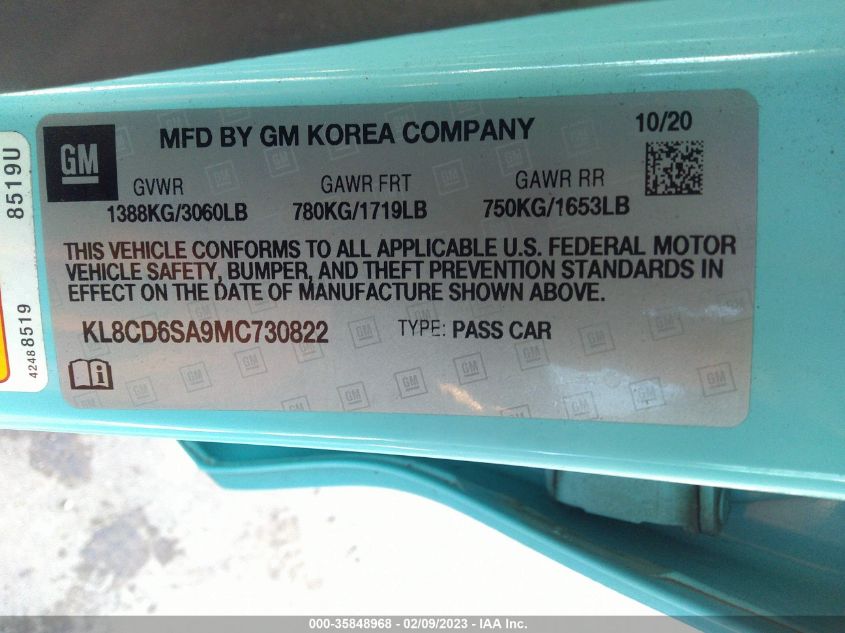 GM
MFD BY GM KOREA COMPANY
10/20
GVWR
GAWR FRT
GAWR RR
1388KG/3060LB
780KG/1719LB
750KG/1653LB
THIS VEHICLE CONFORMS TO ALL APPLICABLE U.S. FEDERAL MOTOR
VEHICLE SAFETY, BUMPER, AND THEFT PREVENTION STANDARDS IN
EFFECT ON THE DATE OF MANUFACTURE SHOWN ABOVE.
KL8CD6SA9MC730822
TYPE: PASS CAR
8519U
42488519
000-35848968 - 02/09/2023 - IAA Inc.